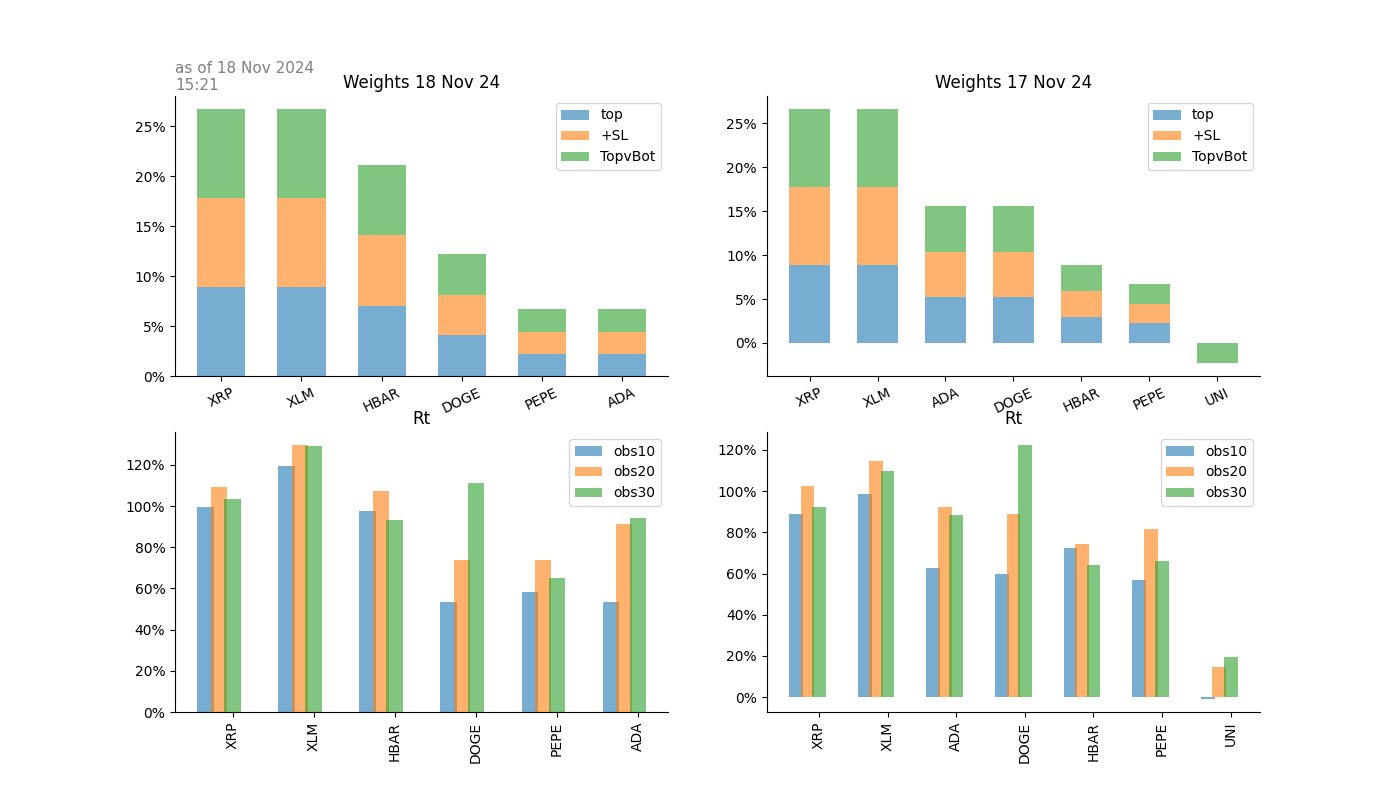 as of 18 Nov 2024
15:21
Weights 18 Nov 24
25%
20%
15%
10%
5%
0%
top
+SL
TopvBot
XRP
XLM
HBAR
DOGE
PEPE
ADA
Weights 17 Nov 24
25%
20%
15%
10%
5%
0%
top
+SL
TopvBot
XRP
XLM
ADA
DOGE
HBAR
PEPE
UNI
Rt
120%
100%
80%
60%
40%
20%
0%
obs10
obs20
obs30
XRP
XLM
HBAR
DOGE
PEPE
ADA
Rt
120%
100%
80%
60%
40%
20%
0%
obs10
obs20
obs30
XRP
XLM
ADA
DOGE
HBAR
PEPE
UNI